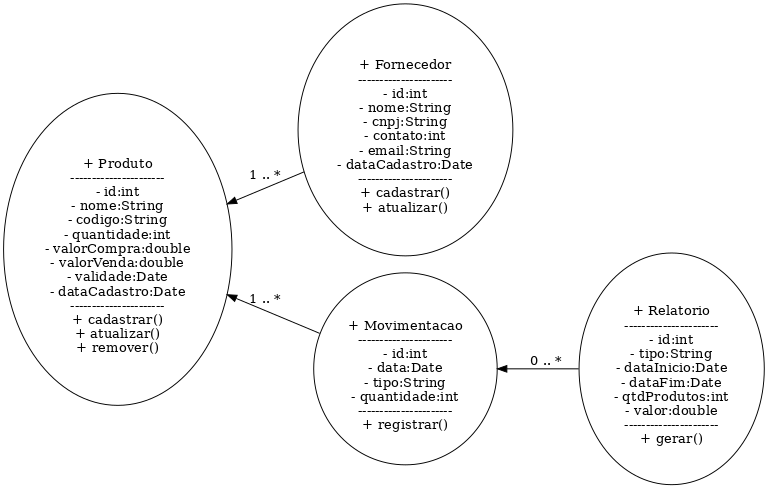 + Fornecedor
----------------------
- id:int
- nome:String
- cnpj:String
- contato:int
- email:String
- dataCadastro:Date
----------------------
+ cadastrar()
+ atualizar()
+ Produto
----------------------
- id:int
- nome:String
- codigo:String
- quantidade:int
- valorCompra:double
- valorVenda:double
- validade:Date
- dataCadastro:Date
----------------------
+ cadastrar()
+ atualizar()
+ remover()
1 .. *
1 .. *
+ Movimentacao
----------------------
- id:int
- data:Date
- tipo:String
- quantidade:int
----------------------
+ registrar()
0 .. *
+ Relatorio
----------------------
- id:int
- tipo:String
- dataInicio:Date
- dataFim:Date
- qtdProdutos:int
- valor:double
----------------------
+ gerar()